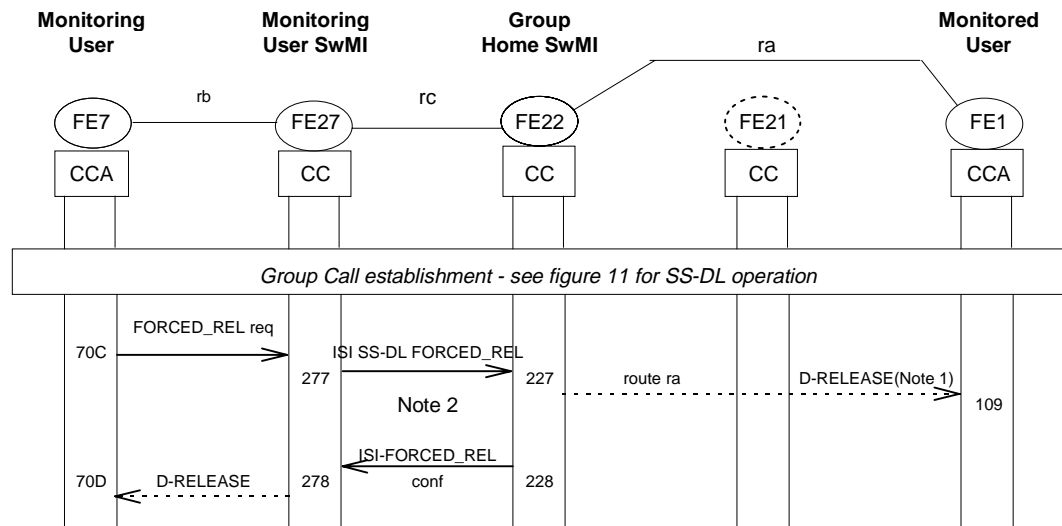 Monitoring
User
Monitoring
User SwMI
Group
Home SwMI
Monitored
User
ra
rb
rc
FE7
FE27
FE22
FE21
FE1
CCA
CC
CC
CC
CCA
Group Call establishment - see figure 11 for SS-DL operation
FORCED_REL req
70C
ISI SS-DL FORCED_REL
277
227
route ra
D-RELEASE(Note 1)
109
Note 2
ISI-FORCED_REL
conf
70D
D-RELEASE
278
228